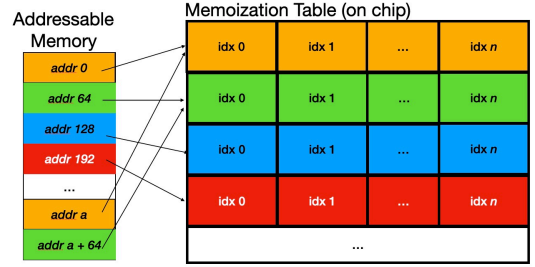 Addressable
Memory
addr 0
addr 64
addr 128
addr 192
...
addr a
addr a + 64
Memoization Table (on chip)
idx 0 idx 1 ... idx n
idx 0 idx 1 ... idx n
idx 0 idx 1 ... idx n
idx 0 idx 1 ... idx n
...